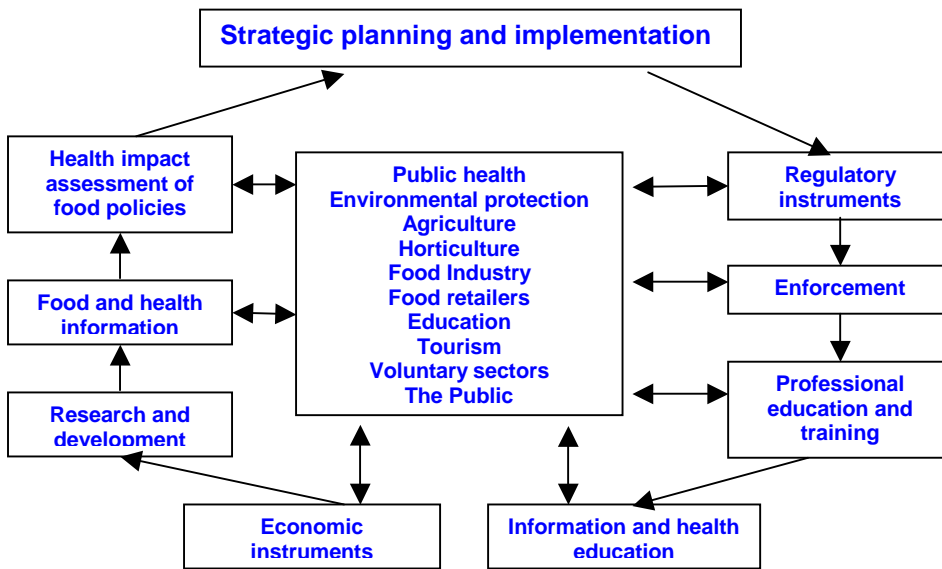 Strategic planning and implementation
Health impact
assessment of
food policies
Public health
Environmental protection
Agriculture
Horticulture
Food Industry
Food retailers
Education
Tourism
Voluntary sectors
The Public
Regulatory
instruments
Food and health
information
Enforcement
Research and
development
Professional
education and
training
Economic
instruments
Information and health
education